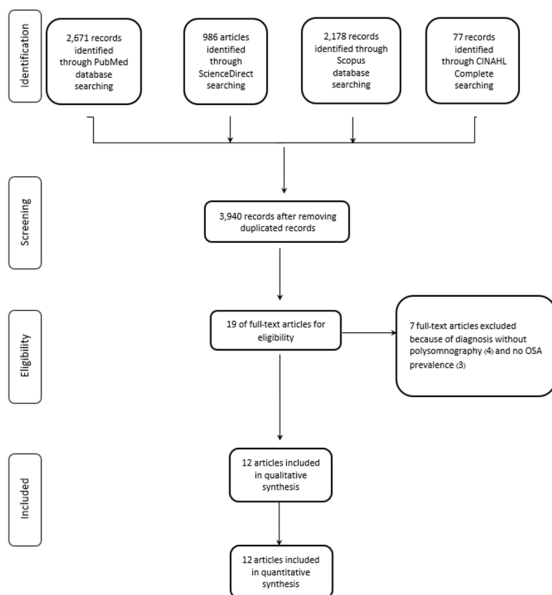 Identification
2,671 records
identified
through PubMed
database
searching
986 articles
identified
through
ScienceDirect
searching
2,178 records
identified through
Scopus
database
searching
77 records
identified
through CINAHL
Complete
searching
Screening
3,940 records after removing
duplicated records
Eligibility
19 of full-text articles for
eligibility
7 full-text articles excluded
because of diagnosis without
polysomnography (4) and no OSA
prevalence (3)
Included
12 articles included
in qualitative
synthesis
12 articles included
in quantitative
synthesis